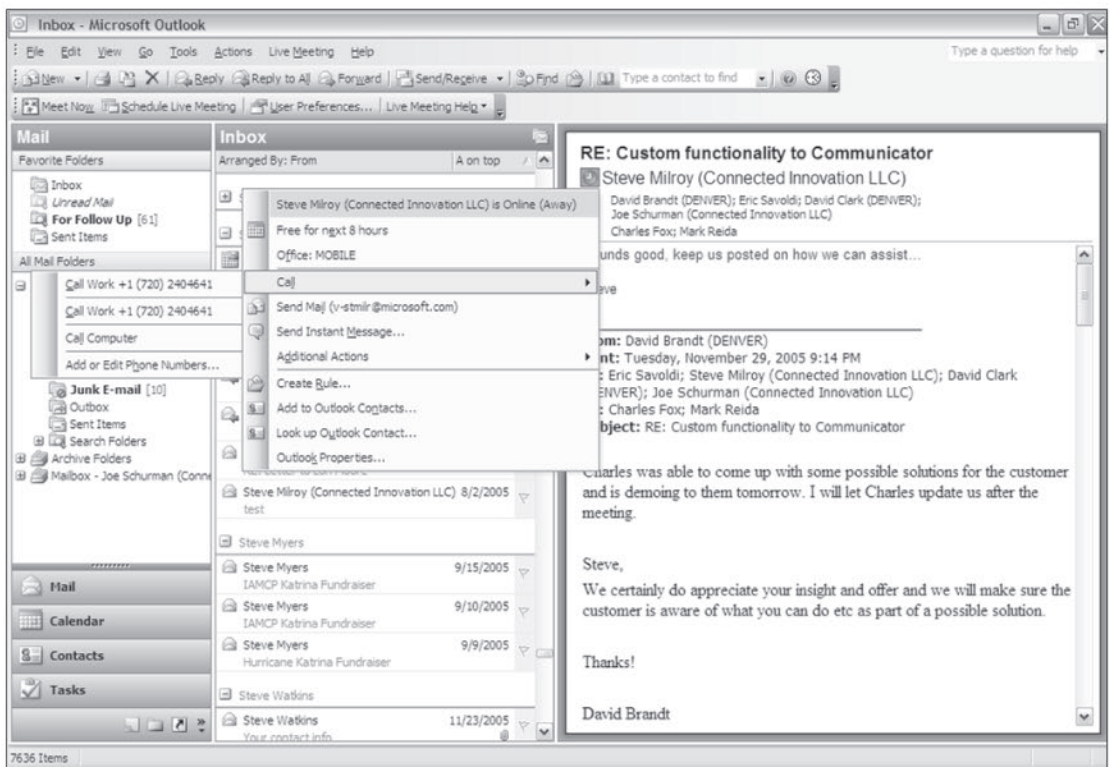 Inbox - Microsoft Outlook
File Edit View Go Tools Actions Live Meeting Help
Type a question for help
New Reply Reply to All Forward Send/Receive Find Type a contact to find
Meet Now Schedule Live Meeting User Preferences... Live Meeting Help
Mail
Favorite Folders
Inbox
Unread Mail
For Follow Up [61]
Sent Items
All Mail Folders
Call Work +1 (720) 2404641
Call Work +1 (720) 2404641
Call Computer
Add or Edit Phone Numbers...
Junk E-mail [10]
Outbox
Sent Items
Search Folders
Archive Folders
Mailbox - Joe Schurman (Conne
Mail
Calendar
Contacts
Tasks
Inbox
Arranged By: From A on top
Steve Milroy (Connected Innovation LLC) is Online (Away)
Free for next 8 hours
Office: MOBILE
Call
Send Mail (v-stmilr@microsoft.com)
Send Instant Message...
Additional Actions
Create Rule...
Add to Outlook Contacts...
Look up Outlook Contact...
Outlook Properties...
Steve Milroy (Connected Innovation LLC) 8/2/2005
test
Steve Myers
Steve Myers 9/15/2005
IAMCP Katrina Fundraiser
Steve Myers 9/10/2005
IAMCP Katrina Fundraiser
Steve Myers 9/9/2005
Hurricane Katrina Fundraiser
Steve Watkins
Steve Watkins 11/23/2005
Your contact info
RE: Custom functionality to Communicator
Steve Milroy (Connected Innovation LLC)
David Brandt (DENVER); Eric Savoldi; David Clark (DENVER);
Joe Schurman (Connected Innovation LLC)
Charles Fox; Mark Reida
unds good, keep us posted on how we can assist...
eve
om: David Brandt (DENVER)
nt: Tuesday, November 29, 2005 9:14 PM
: Eric Savoldi; Steve Milroy (Connected Innovation LLC); David Clark
ENVER); Joe Schurman (Connected Innovation LLC)
: Charles Fox; Mark Reida
bject: RE: Custom functionality to Communicator
Charles was able to come up with some possible solutions for the customer
and is demoing to them tomorrow. I will let Charles update us after the
meeting.
Steve,
We certainly do appreciate your insight and offer and we will make sure the
customer is aware of what you can do etc as part of a possible solution.
Thanks!
David Brandt
7636 Items